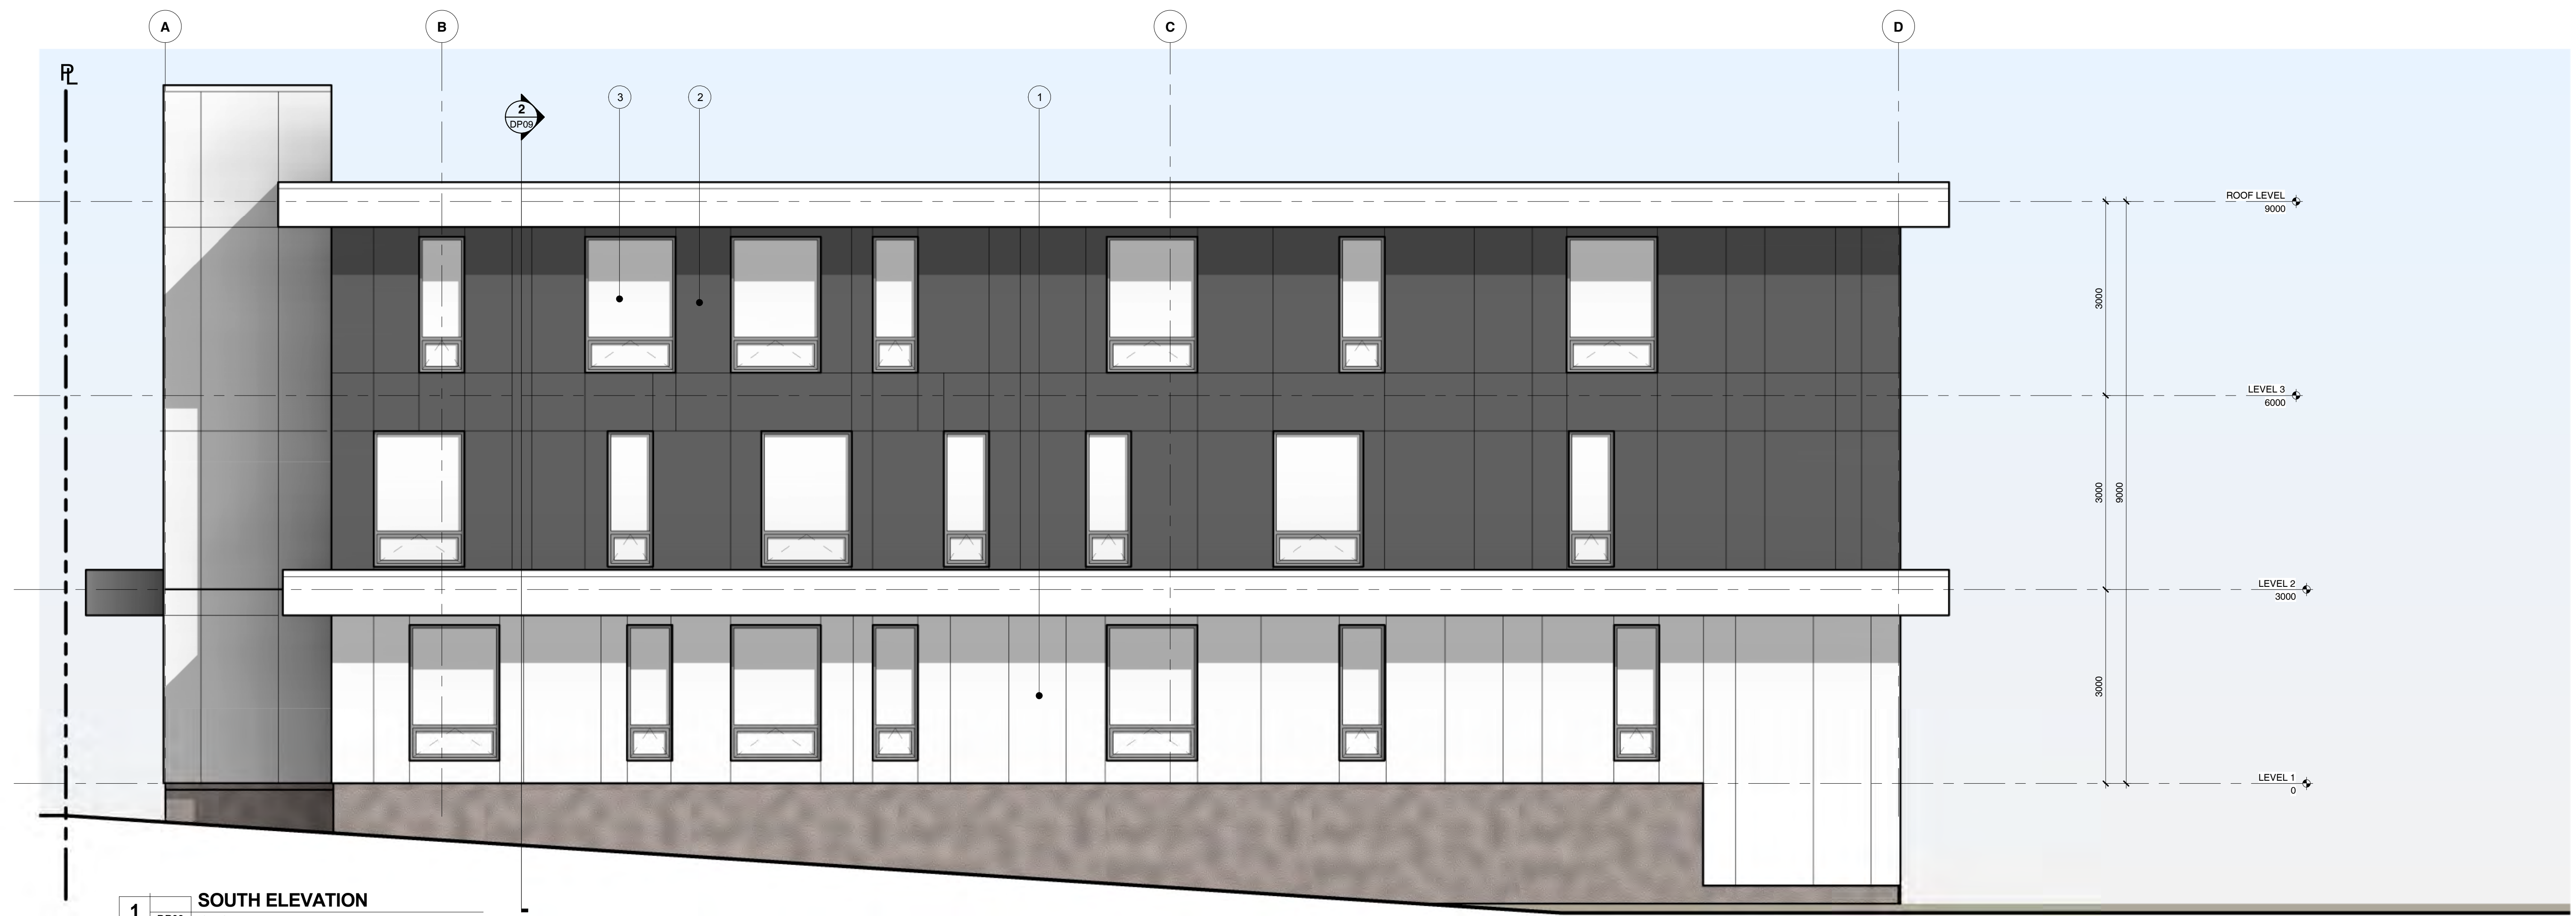 A
B
C
D
PL
3
2
1
2
DP09
ROOF LEVEL
9000
3000
LEVEL 3
6000
3000
9000
LEVEL 2
3000
3000
LEVEL 1
0
SOUTH ELEVATION
1